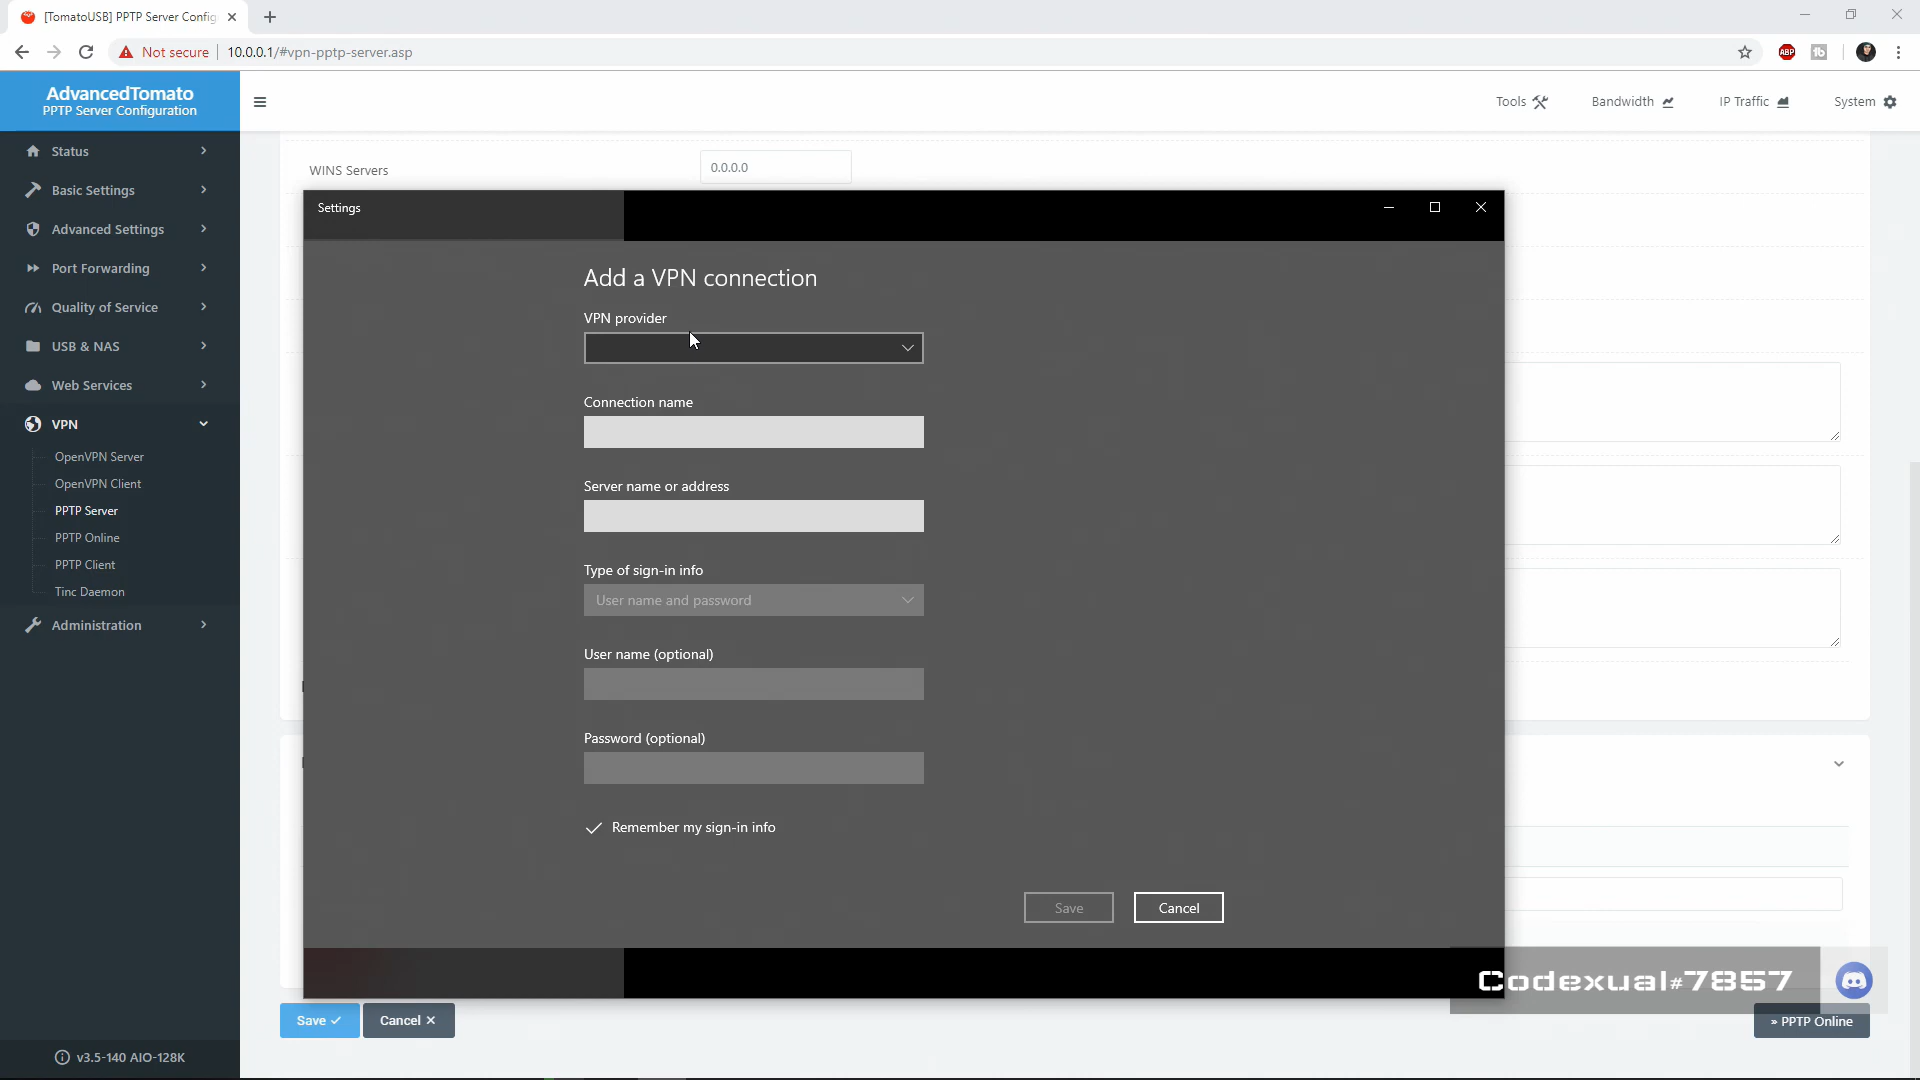 [TomatoUSB] PPTP Server Config
Not secure
10.0.0.1/#vpn-pptp-server.asp
ABP
AdvancedTomato
PPTP Server Configuration
Tools
Bandwidth
IP Traffic
System
Status
Basic Settings
Advanced Settings
Port Forwarding
Quality of Service
USB & NAS
Web Services
VPN
OpenVPN Server
OpenVPN Client
PPTP Server
PPTP Online
PPTP Client
Tinc Daemon
Administration
v3.5-140 AIO-128K
WINS Servers
0.0.0.0
Settings
Add a VPN connection
VPN provider
Connection name
Server name or address
Type of sign-in info
User name and password
User name (optional)
Password (optional)
Remember my sign-in info
Save
Cancel
Codexual#7857
Save
Cancel
» PPTP Online